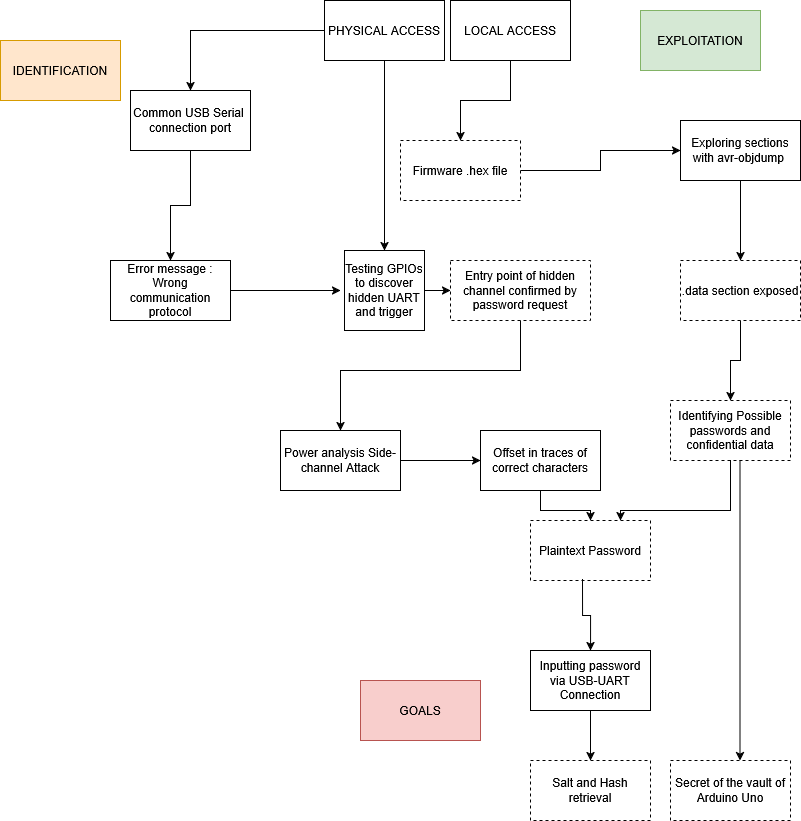 PHYSICAL ACCESS
LOCAL ACCESS
EXPLOITATION
IDENTIFICATION
Common USB Serial
connection port
Firmware .hex file
Exploring sections
with avr-objdump
Error message :
Wrong
communication
protocol
Testing GPIOs
to discover
hidden UART
and trigger
Entry point of hidden
channel confirmed by
password request
.data section exposed
Identifying Possible
passwords and
confidential data
Power analysis Side-
channel Attack
Offset in traces of
correct characters
Plaintext Password
Inputting password
via USB-UART
Connection
GOALS
Salt and Hash
retrieval
Secret of the vault of
Arduino Uno